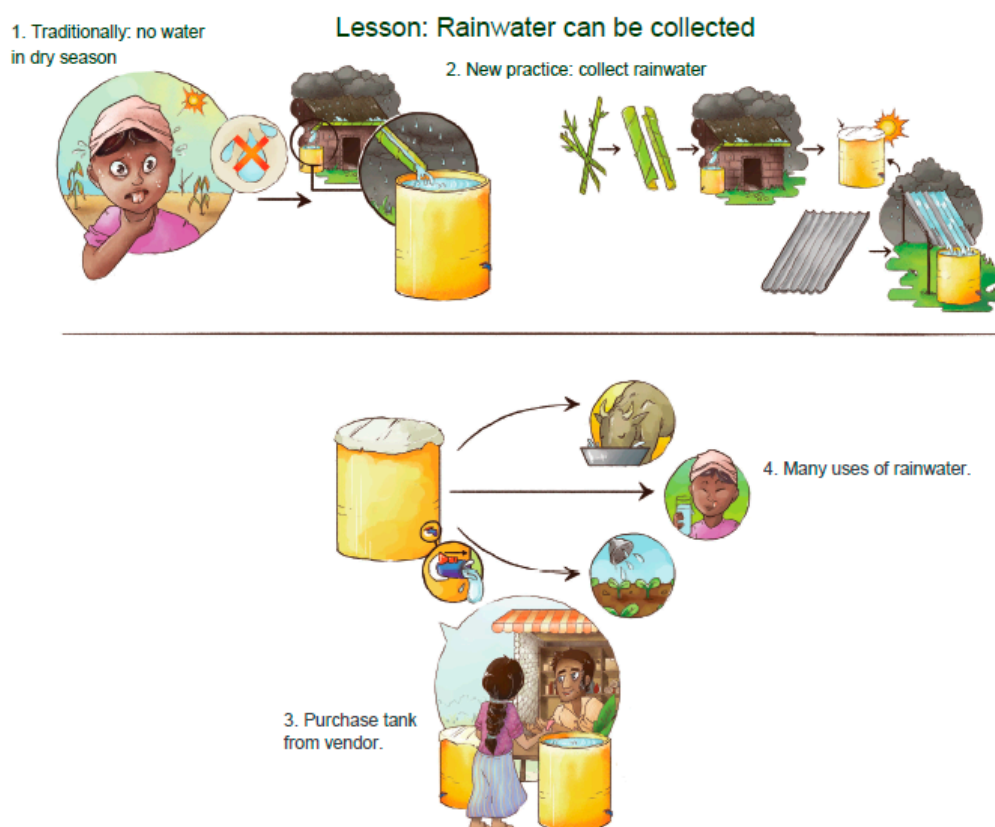 Lesson: Rainwater can be collected
1. Traditionally: no water
in dry season
2. New practice: collect rainwater
4. Many uses of rainwater.
3. Purchase tank
from vendor.